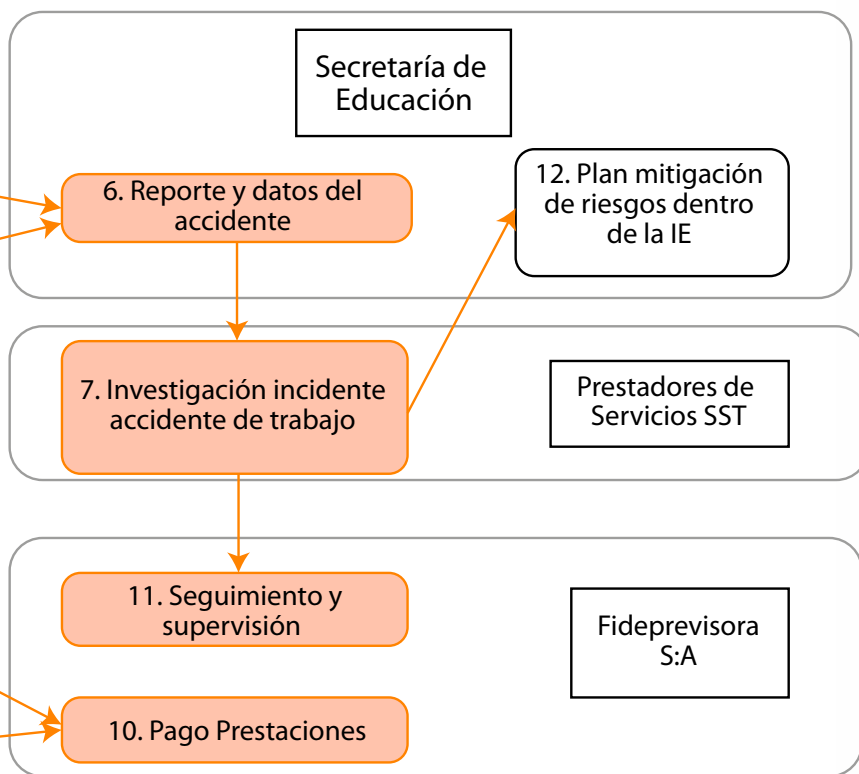 Secretaría de
Educación
6. Reporte y datos del
accidente
12. Plan mitigación
de riesgos dentro
de la IE
7. Investigación incidente
accidente de trabajo
Prestadores de
Servicios SST
11. Seguimiento y
supervisión
Fideprevisora
S:A
10. Pago Prestaciones